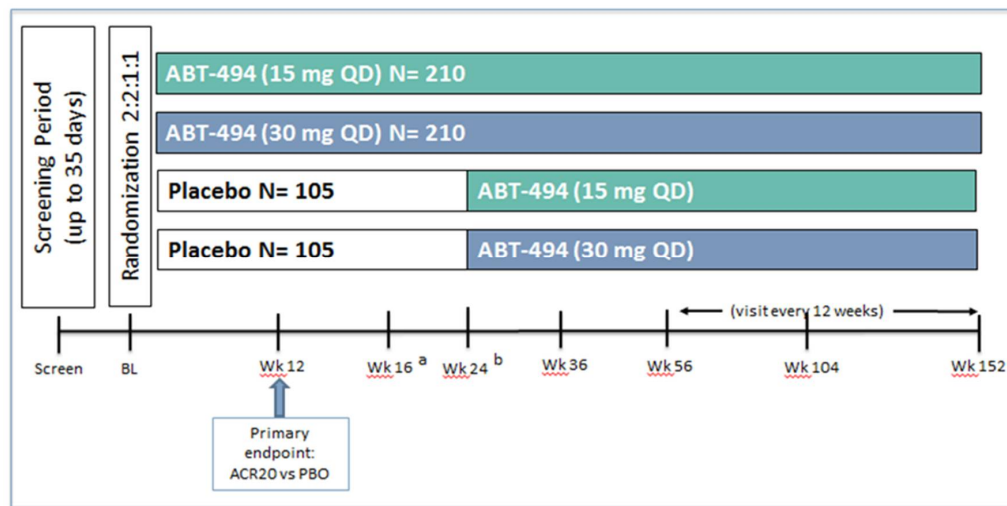 Screening Period
(up to 35 days)
Randomization 2:2:1:1
ABT-494 (15 mg QD) N= 210
ABT-494 (30 mg QD) N= 210
Placebo N= 105
ABT-494 (15 mg QD)
Placebo N= 105
ABT-494 (30 mg QD)
(visit every 12 weeks)
Screen
BL
Wk 12
Wk 16 a
Wk 24 b
Wk 36
Wk 56
Wk 104
Wk 152
Primary
endpoint:
ACR20 vs PBO